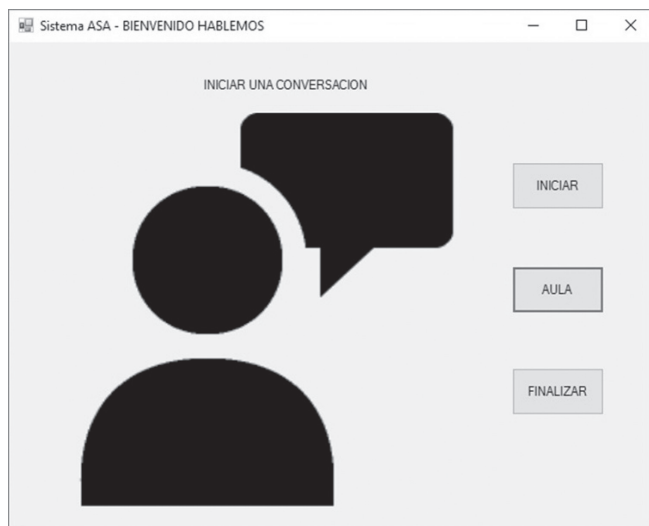 Sistema ASA - BIENVENIDO HABLEMOS
INICIAR UNA CONVERSACION
INICIAR
AULA
FINALIZAR